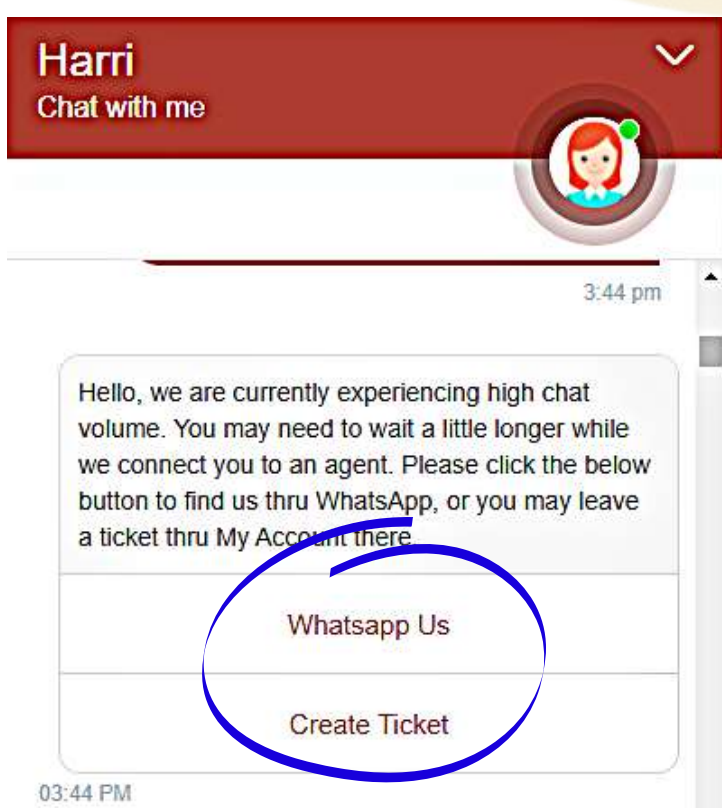 Harri
Chat with me
3:44 pm
Hello, we are currently experiencing high chat
volume. You may need to wait a little longer while
we connect you to an agent. Please click the below
button to find us thru WhatsApp, or you may leave
a ticket thru My Account there.
Whatsapp Us
Create Ticket
03:44 PM